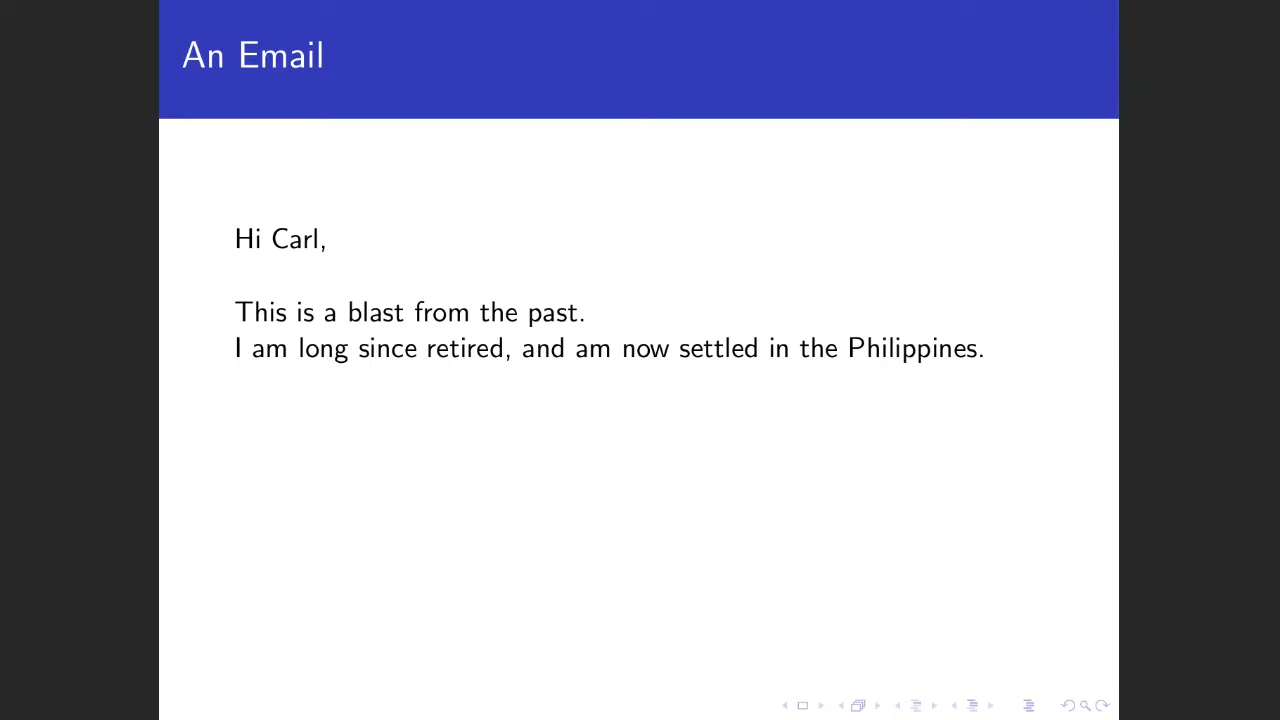 An Email
Hi Carl,
This is a blast from the past.
I am long since retired, and am now settled in the Philippines.